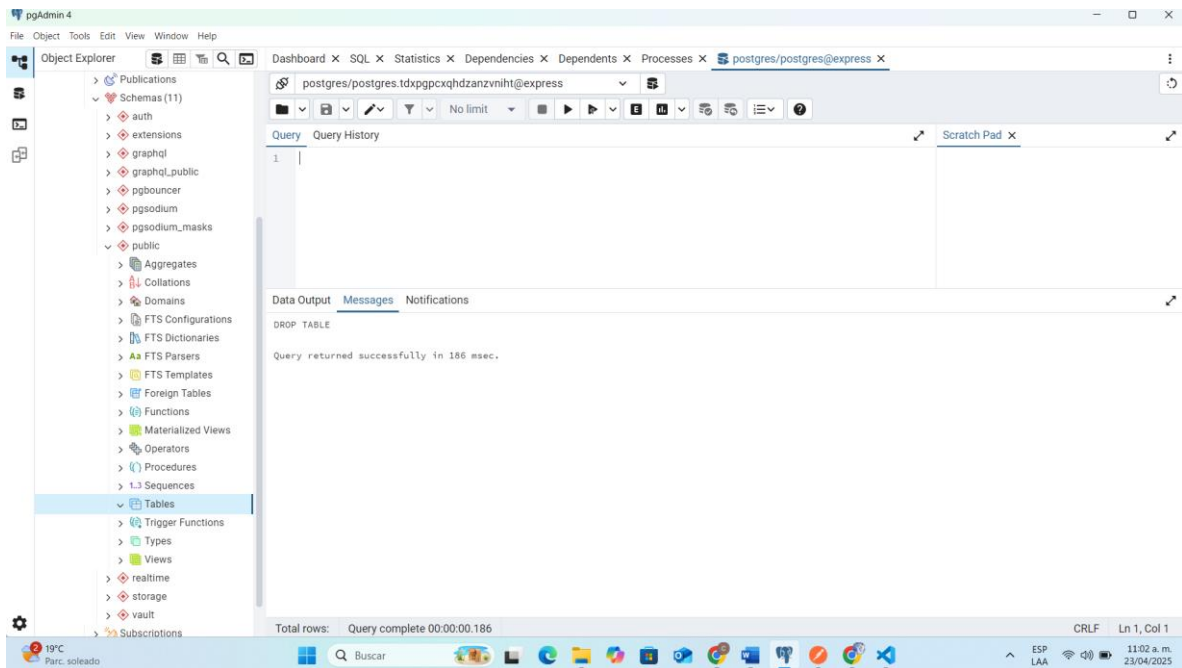 pgAdmin 4
File Object Tools Edit View Window Help
Object Explorer
Dashboard X SQL X Statistics X Dependencies X Dependents X Processes X postgres/postgres@express X
Publications
Schemas (11)
auth
extensions
graphql
graphql_public
pgbouncer
pgsodium
pgsodium_masks
public
Aggregates
Collations
Domains
FTS Configurations
FTS Dictionaries
Aa FTS Parsers
FTS Templates
Foreign Tables
Functions
Materialized Views
Operators
Procedures
1..3 Sequences
Tables
Trigger Functions
Types
Views
realtime
storage
vault
Subscriptions
postgres/postgres.tdxpgpcxqhdzanzvniht@express
No limit
E
Query Query History
Scratch Pad X
1
Data Output Messages Notifications
DROP TABLE
Query returned successfully in 186 msec.
Total rows: Query complete 00:00:00.186
CRLF Ln 1, Col 1
2
19°C
Parc. soleado
Buscar
ESP
LAA
11:02 a. m.
23/04/2025